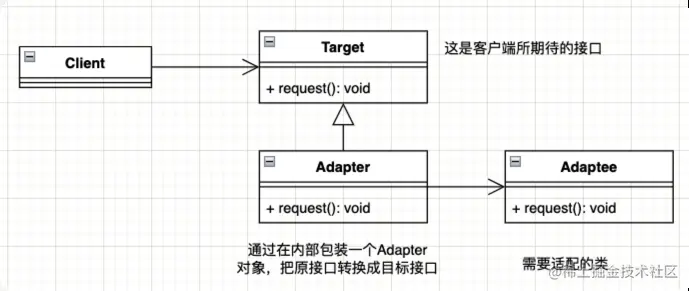 Target
这是客户端所期待的接口
Client
+ request(): void
Adapter
Adaptee
+ request(): void
+ request(): void
通过在内部包装一个Adapter
对象，把原接口转换成目标接口
需要适配的类
@稀土掘金技术社区